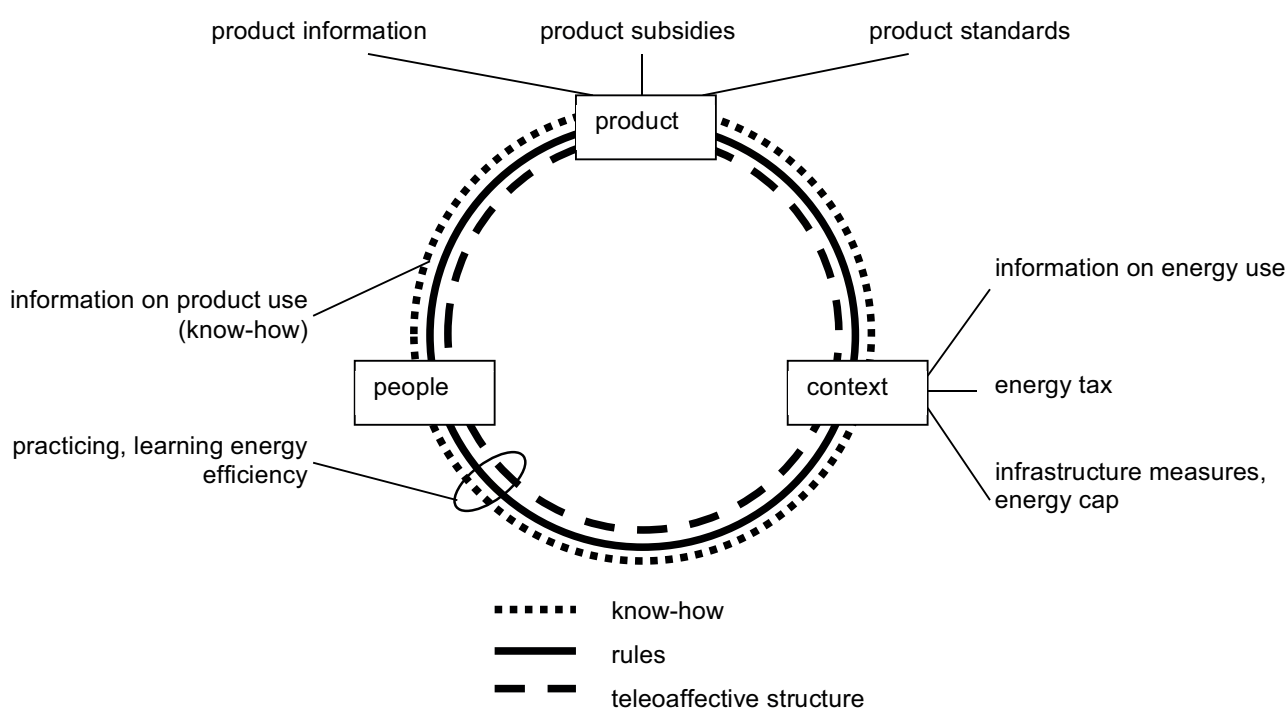 product information
product subsidies
product standards
product
information on energy use
information on product use
(know-how)
people
context
energy tax
practicing, learning energy
efficiency
infrastructure measures,
energy cap
know-how
rules
teleoaffective structure